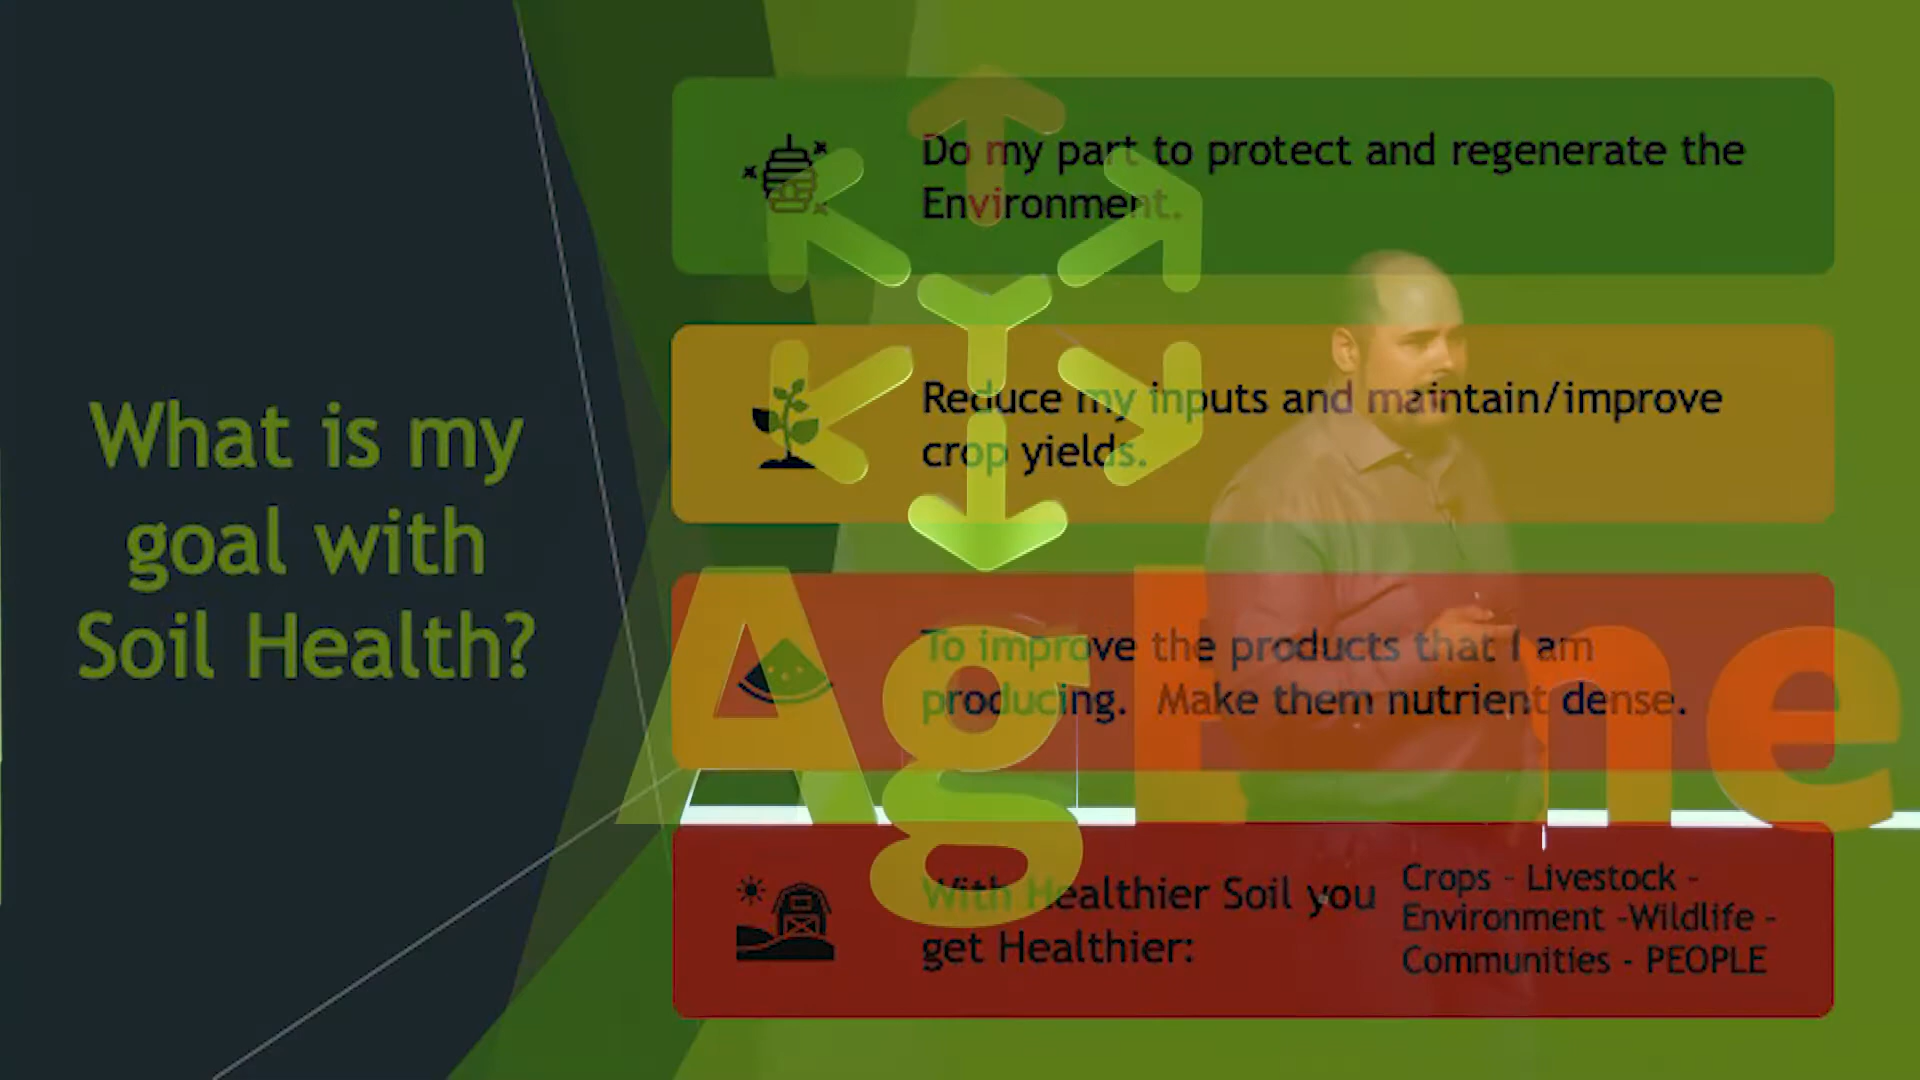 What is my
goal with
Soil Health?
Do my part to protect and regenerate the
Environment.
Reduce my inputs and maintain/improve
crop yields.
To improve the products that I am
producing. Make them nutrient dense.
With Healthier Soil you
get Healthier:
Crops - Livestock -
Environment -Wildlife -
Communities - PEOPLE